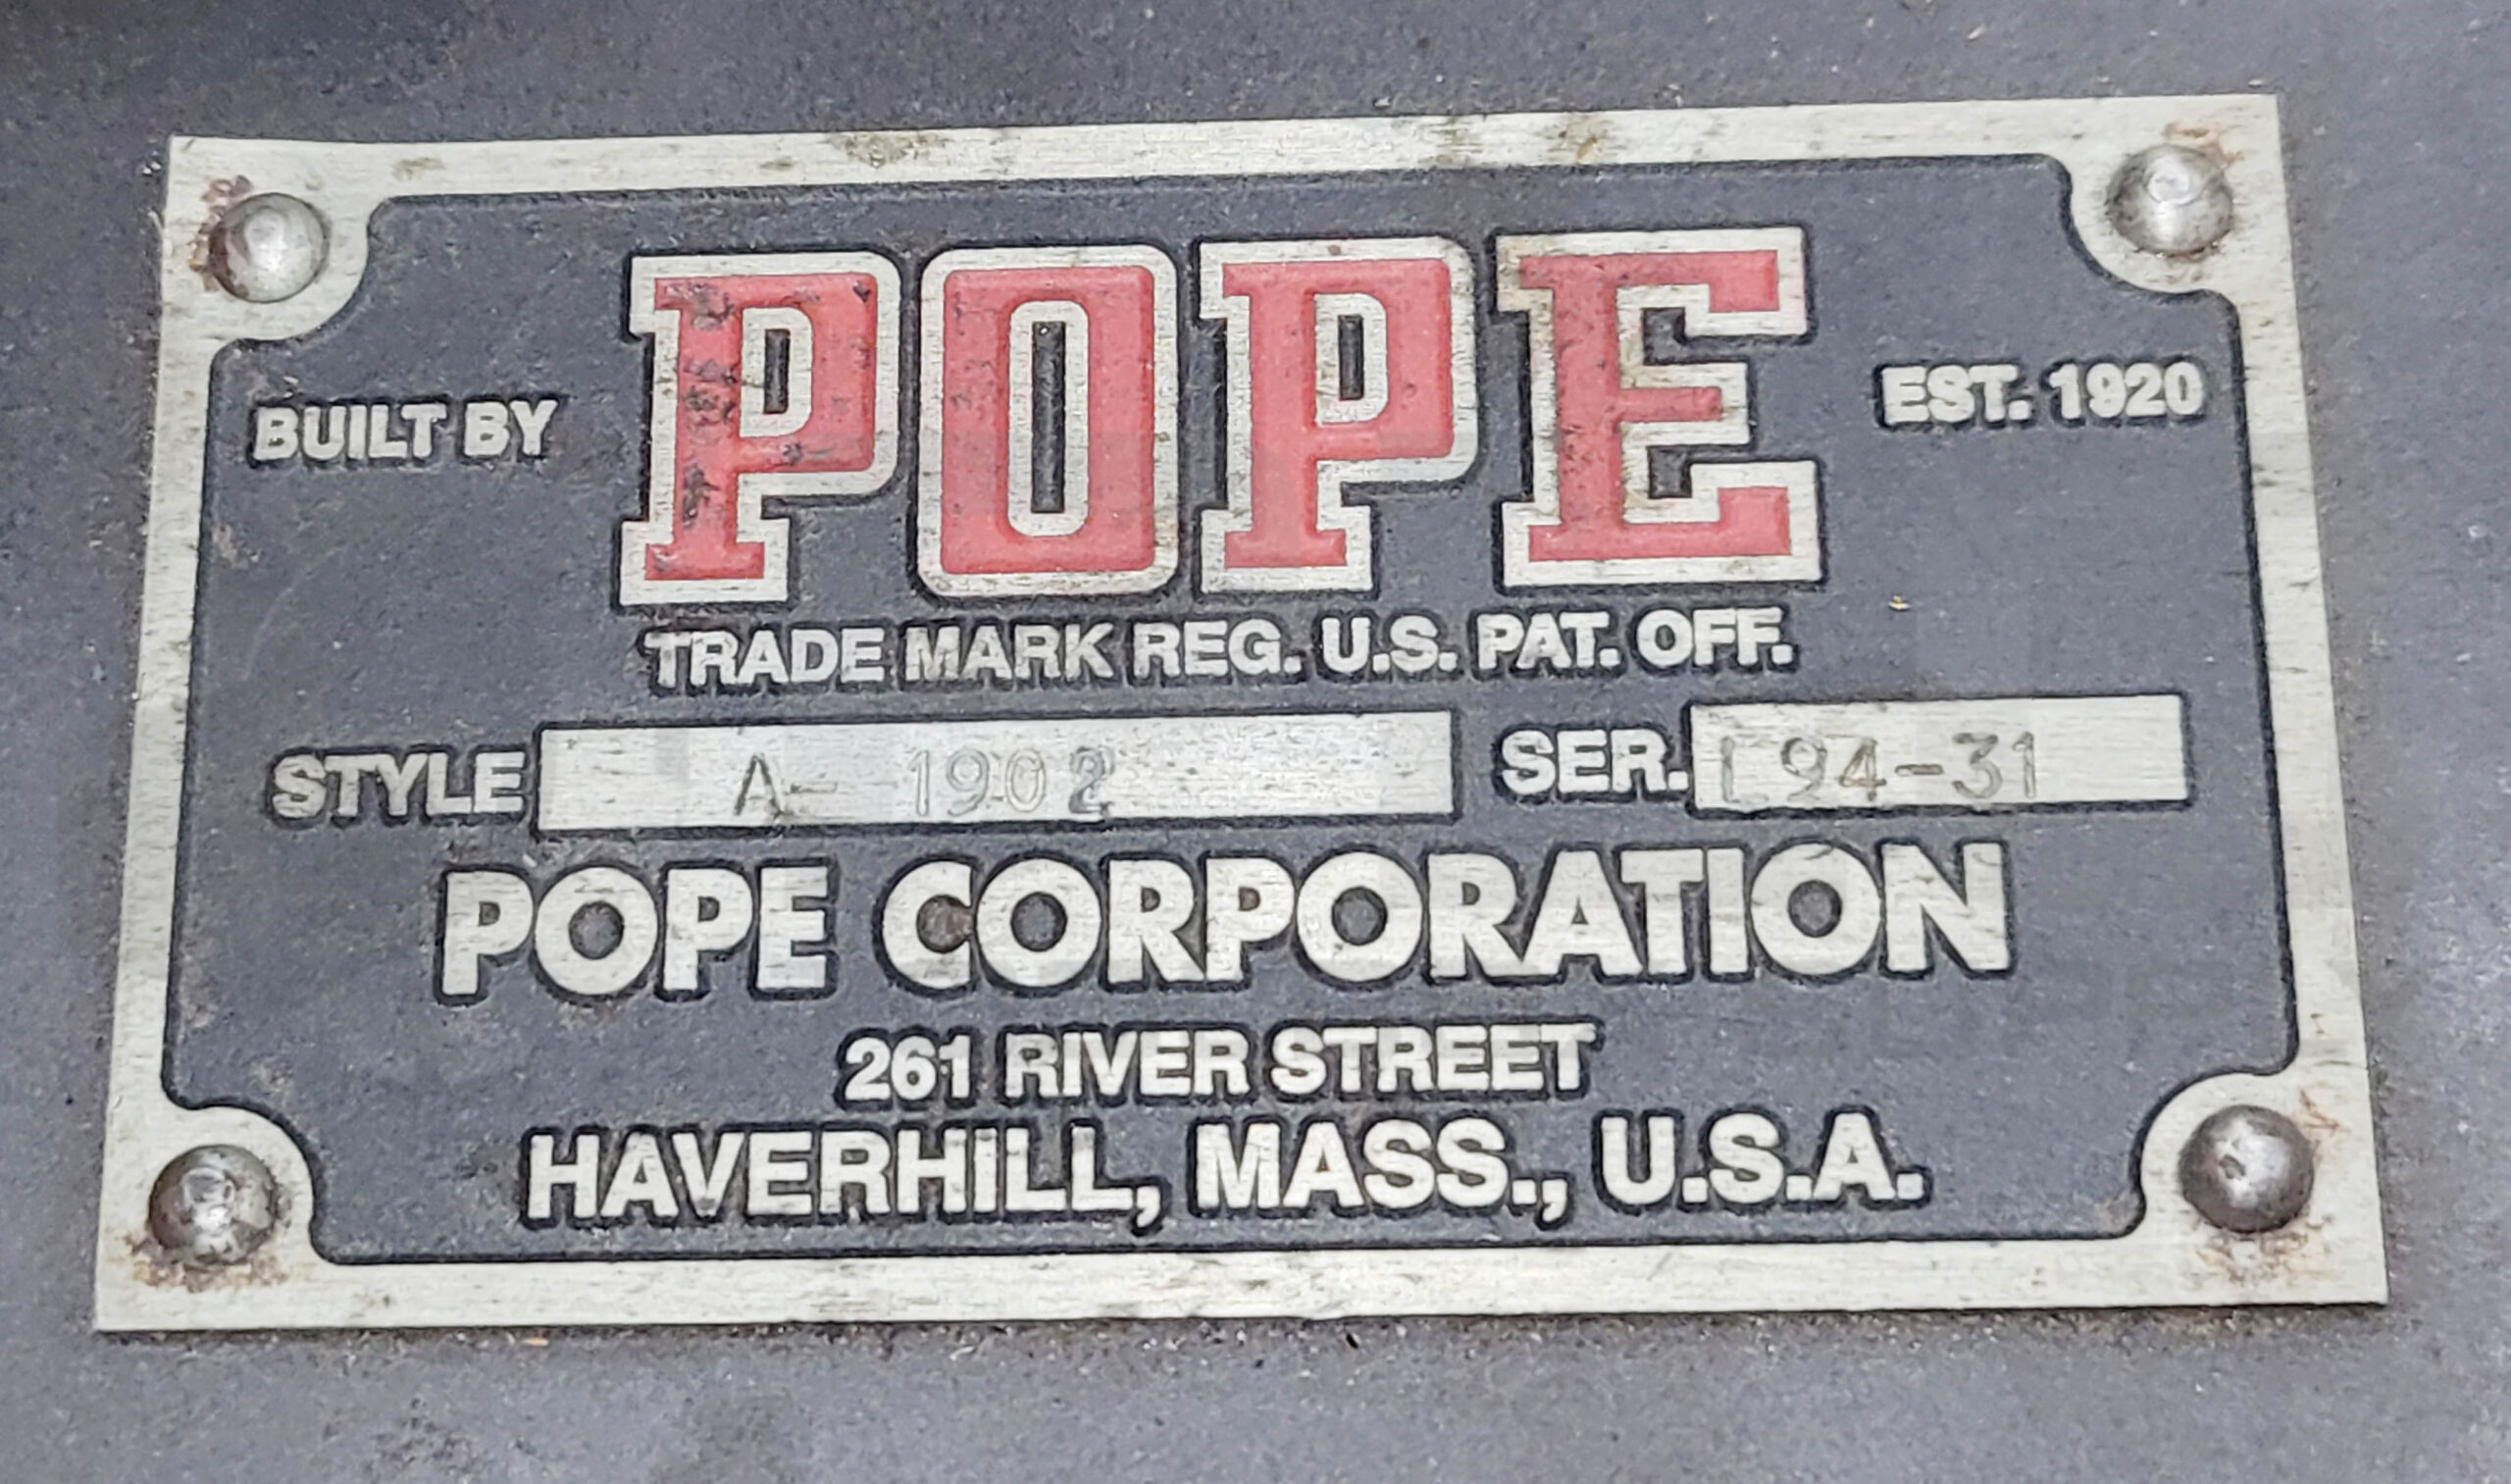 BUILT BY POPE EST. 1920
TRADE MARK REG. U.S. PAT. OFF.
STYLE A- 1902 SER. L 94-31
POPE CORPORATION
261 RIVER STREET
HAVERHILL, MASS., U.S.A.